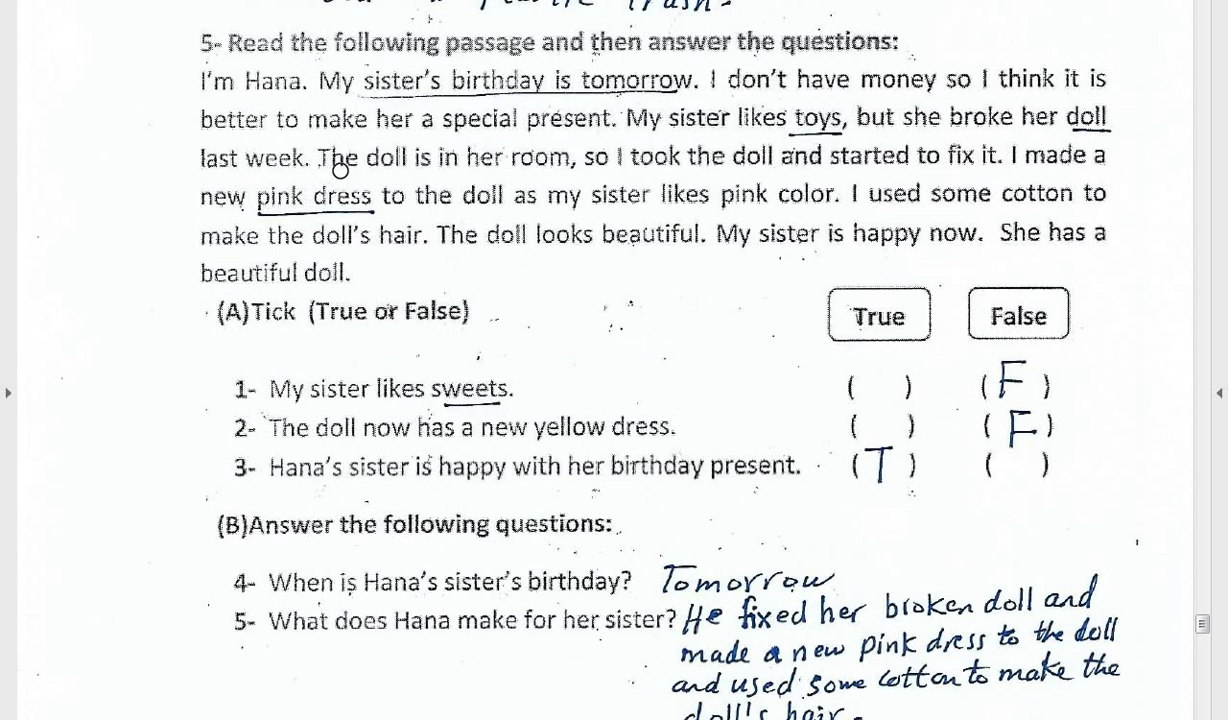 trash.
5- Read the following passage and then answer the questions:
I'm Hana. My sister's birthday is tomorrow. I don't have money so I think it is
better to make her a special present. My sister likes toys, but she broke her doll
last week. The doll is in her room, so I took the doll and started to fix it. I made a
new pink dress to the doll as my sister likes pink color. I used some cotton to
make the doll's hair. The doll looks beautiful. My sister is happy now. She has a
beautiful doll.
(A)Tick (True or False) True False
1- My sister likes sweets. ( ) (F)
2- The doll now has a new yellow dress. ( ) (F)
3- Hana's sister is happy with her birthday present. (T) ( )
(B)Answer the following questions:
4- When is Hana's sister's birthday? Tomorrow
5- What does Hana make for her sister? He fixed her broken doll and
made a new pink dress to the doll
and used some cotton to make the
doll's hair.